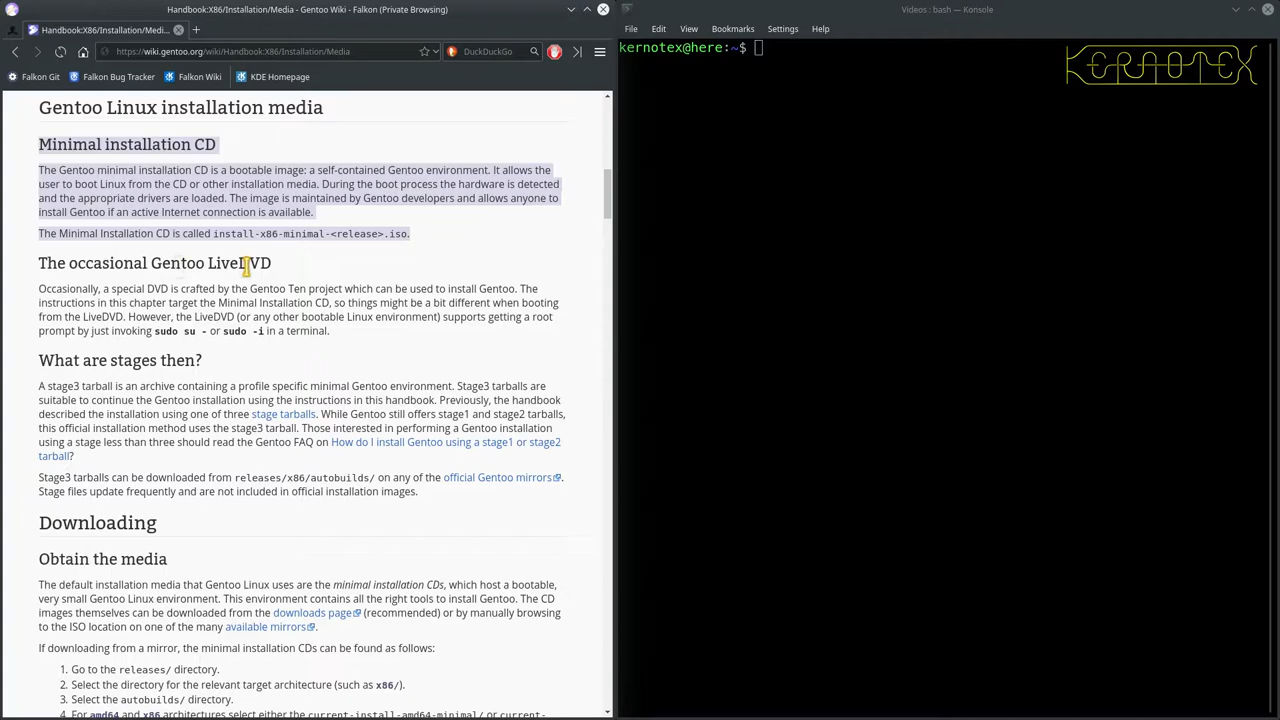 Handbook:X86/Installation/Media - Gentoo Wiki - Falkon (Private Browsing)
Handbook:X86/Installation/Medi...
https://wiki.gentoo.org/wiki/Handbook:X86/Installation/Media
DuckDuckGo
Falkon Git
Falkon Bug Tracker
Falkon Wiki
KDE Homepage
Gentoo Linux installation media
Minimal installation CD
The Gentoo minimal installation CD is a bootable image: a self-contained Gentoo environment. It allows the
user to boot Linux from the CD or other installation media. During the boot process the hardware is detected
and the appropriate drivers are loaded. The image is maintained by Gentoo developers and allows anyone to
install Gentoo if an active Internet connection is available.
The Minimal Installation CD is called install-x86-minimal-<release>.iso.
The occasional Gentoo LiveDVD
Occasionally, a special DVD is crafted by the Gentoo Ten project which can be used to install Gentoo. The
instructions in this chapter target the Minimal Installation CD, so things might be a bit different when booting
from the LiveDVD. However, the LiveDVD (or any other bootable Linux environment) supports getting a root
prompt by just invoking sudo su - or sudo -i in a terminal.
What are stages then?
A stage3 tarball is an archive containing a profile specific minimal Gentoo environment. Stage3 tarballs are
suitable to continue the Gentoo installation using the instructions in this handbook. Previously, the handbook
described the installation using one of three stage tarballs. While Gentoo still offers stage1 and stage2 tarballs,
this official installation method uses the stage3 tarball. Those interested in performing a Gentoo installation
using a stage less than three should read the Gentoo FAQ on How do I install Gentoo using a stage1 or stage2
tarball?
Stage3 tarballs can be downloaded from releases/x86/autobuilds/ on any of the official Gentoo mirrors.
Stage files update frequently and are not included in official installation images.
Downloading
Obtain the media
The default installation media that Gentoo Linux uses are the minimal installation CDs, which host a bootable,
very small Gentoo Linux environment. This environment contains all the right tools to install Gentoo. The CD
images themselves can be downloaded from the downloads page (recommended) or by manually browsing
to the ISO location on one of the many available mirrors.
If downloading from a mirror, the minimal installation CDs can be found as follows:
1. Go to the releases/ directory.
2. Select the directory for the relevant target architecture (such as x86/).
3. Select the autobuilds/ directory.
4. For amd64 and x86 architectures select either the current-install-amd64-minimal/ or current-
Videos : bash — Konsole
File Edit View Bookmarks Settings Help
kernotex@here:~$
KERNOTEX